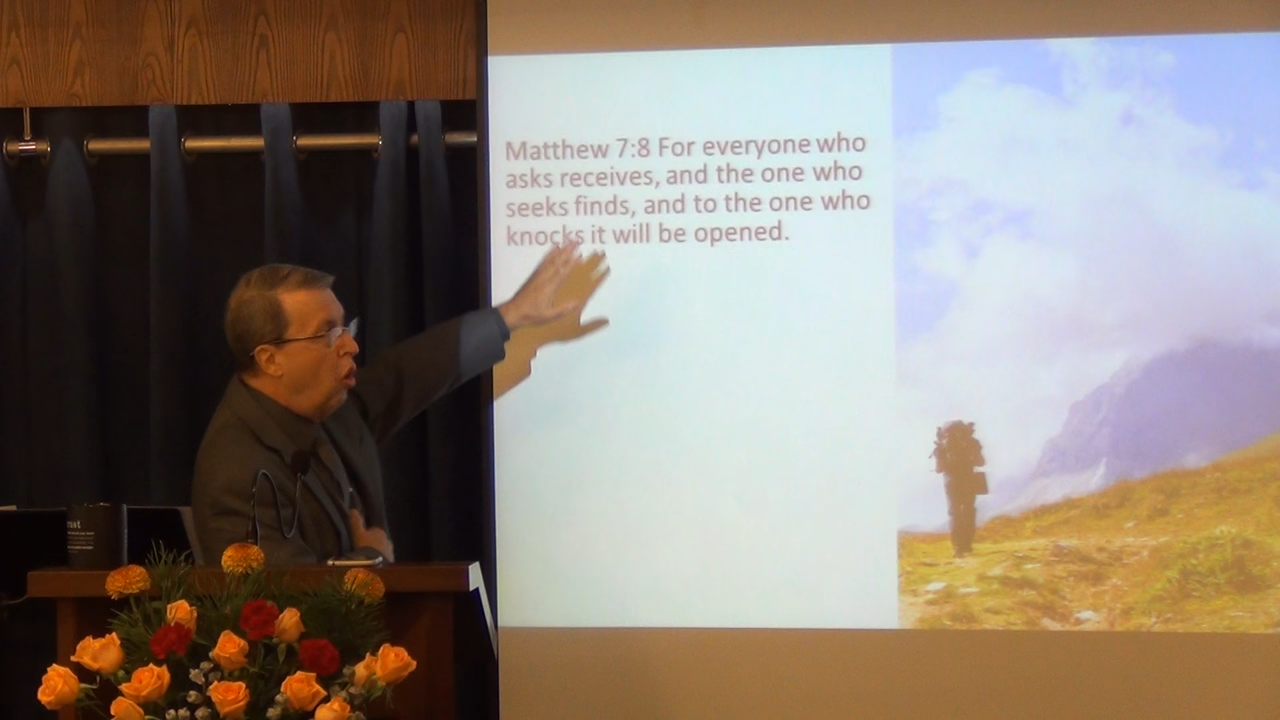 Matthew 7:8 For everyone who
asks receives, and the one who
seeks finds, and to the one who
knocks it will be opened.